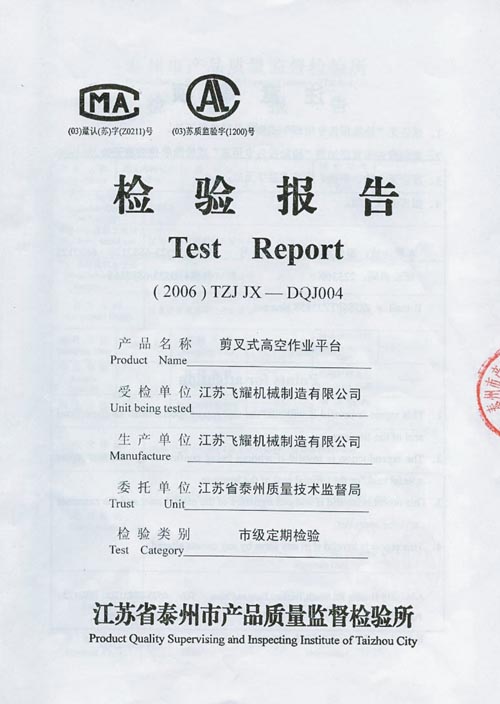 MA
AL
(03)量认(苏)字(Z0211)号
(03)苏质监验字(1200)号
检验报告
Test Report
(2006)TZJ JX—DQJ004
产品名称 剪叉式高空作业平台
Product Name
受检单位 江苏飞耀机械制造有限公司
Unit being tested
生产单位 江苏飞耀机械制造有限公司
Manufacture
委托单位 江苏省泰州质量技术监督局
Trust Unit
检验类别 市级定期检验
Test Category
泰州市产
江苏省泰州市产品质量监督检验所
Product Quality Supervising and Inspecting Institute of Taizhou City